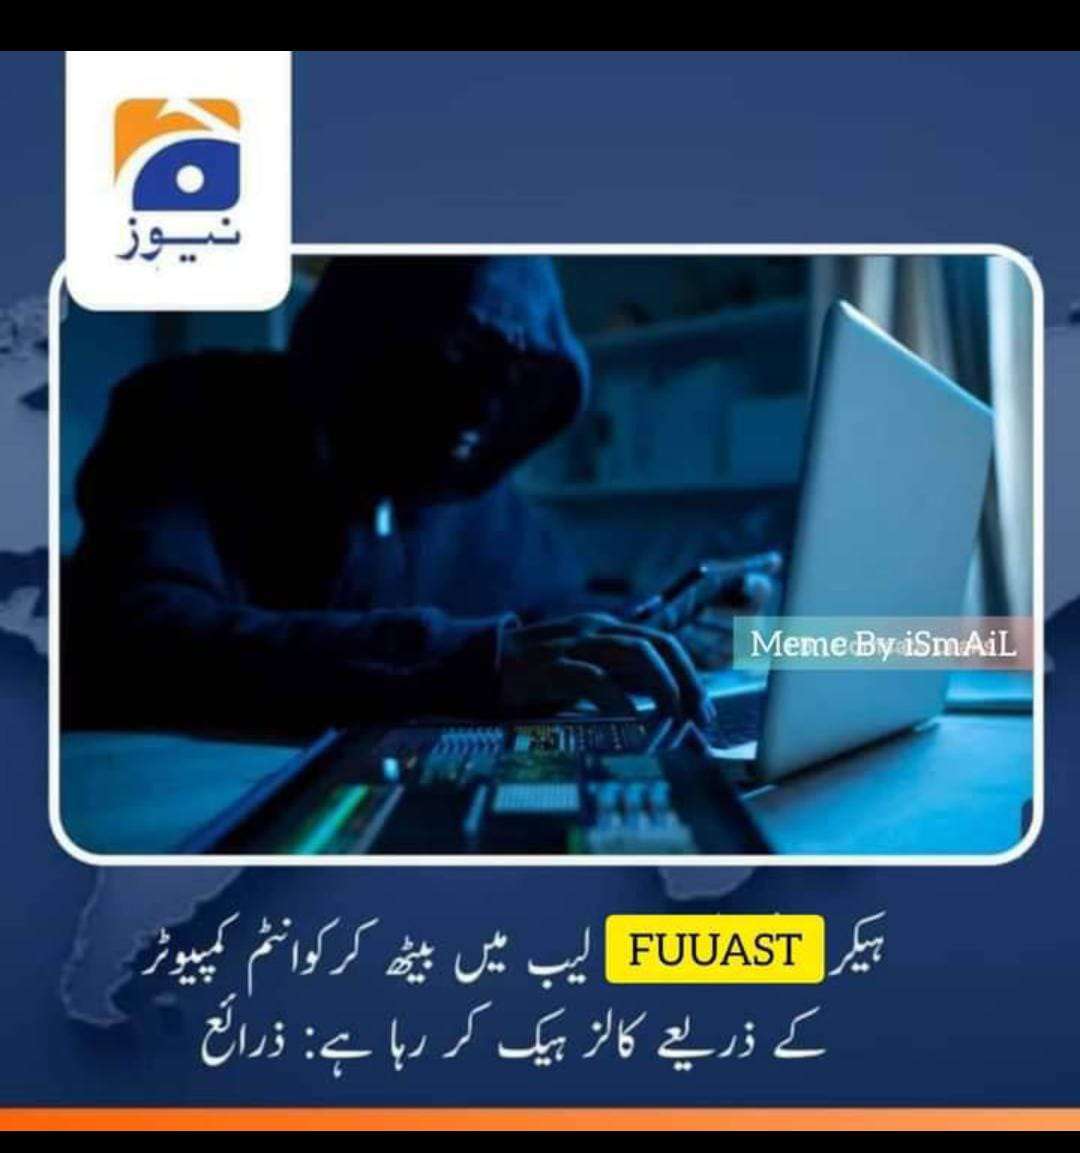 نیوز
Meme By iSmAiL
ہیکر FUUAST لیب میں بیٹھ کر کوانٹم کمپیوٹر
کے ذریعے کالز ہیک کر رہا ہے: ذرائع